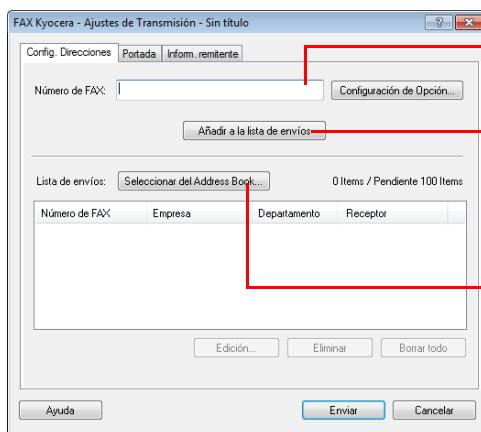 FAX Kyocera - Ajustes de Transmisión - Sin título
Config. Direcciones Portada Inform. remitente
Número de FAX: Configuración de Opción...
Añadir a la lista de envíos
Lista de envíos: Seleccionar del Address Book... 0 Items / Pendiente 100 Items
Número de FAX Empresa Departamento Receptor
Edición... Eliminar Borrar todo
Ayuda Enviar Cancelar